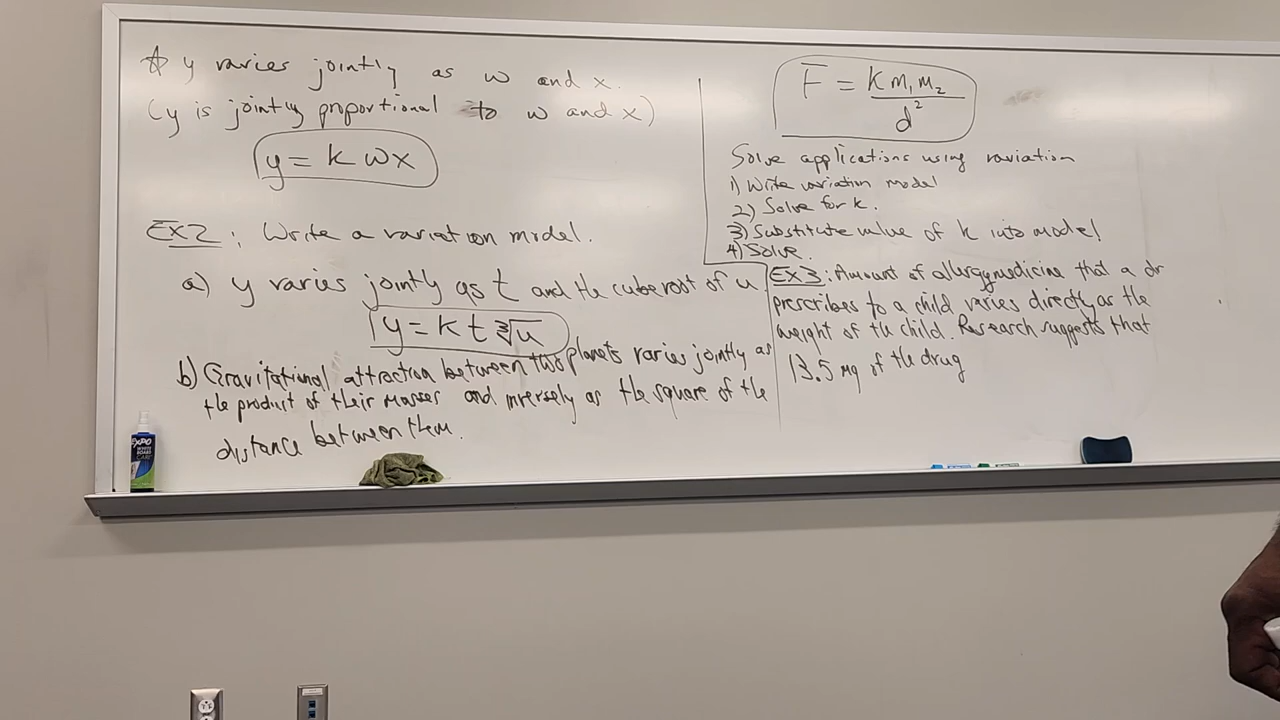 ☆ y varies jointly as w and x.
(y is jointly proportional to w and x)
y = k w x
EX2: Write a variation model.
a) y varies jointly as t and the cube root of u
y = k t ∛u
b) Gravitational attraction between two planets varies jointly as
the product of their masses and inversely as the square of the
distance between them.
F = K m₁ m₂ / d²
Solve applications using variation
1) Write variation model
2) Solve for k.
3) Substitute value of k into model
4) Solve.
EX3: Amount of allergy medicine that a dr
prescribes to a child varies directly as the
weight of the child. Research suggests that
13.5 mg of the drug
EXPO